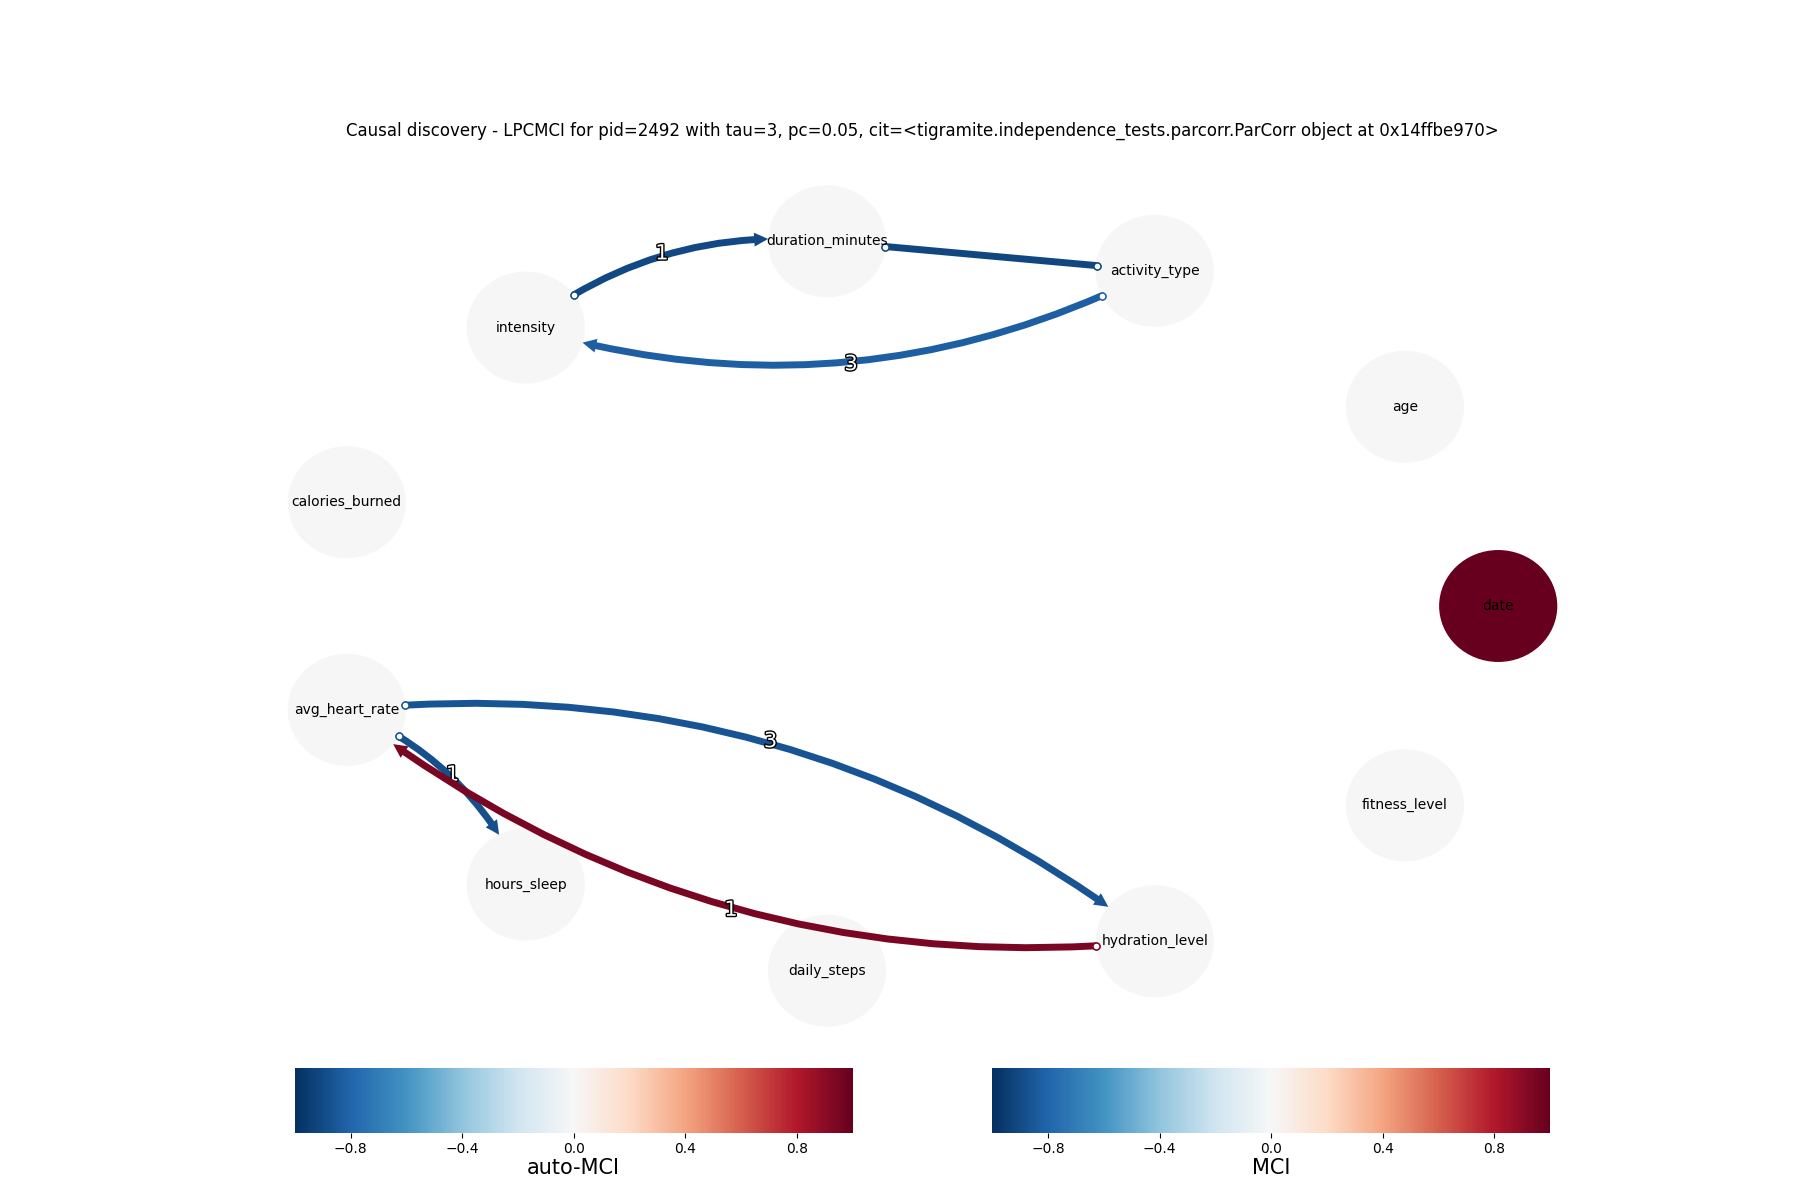 Causal discovery - LPCMCI for pid=2492 with tau=3, pc=0.05, cit=<tigramite.independence_tests.parcorr.ParCorr object at 0x14ffbe970>
duration_minutes
1
activity_type
intensity
3
age
calories_burned
date
avg_heart_rate
3
1
fitness_level
hours_sleep
1
hydration_level
daily_steps
−0.8 −0.4 0.0 0.4 0.8
auto-MCI
−0.8 −0.4 0.0 0.4 0.8
MCI